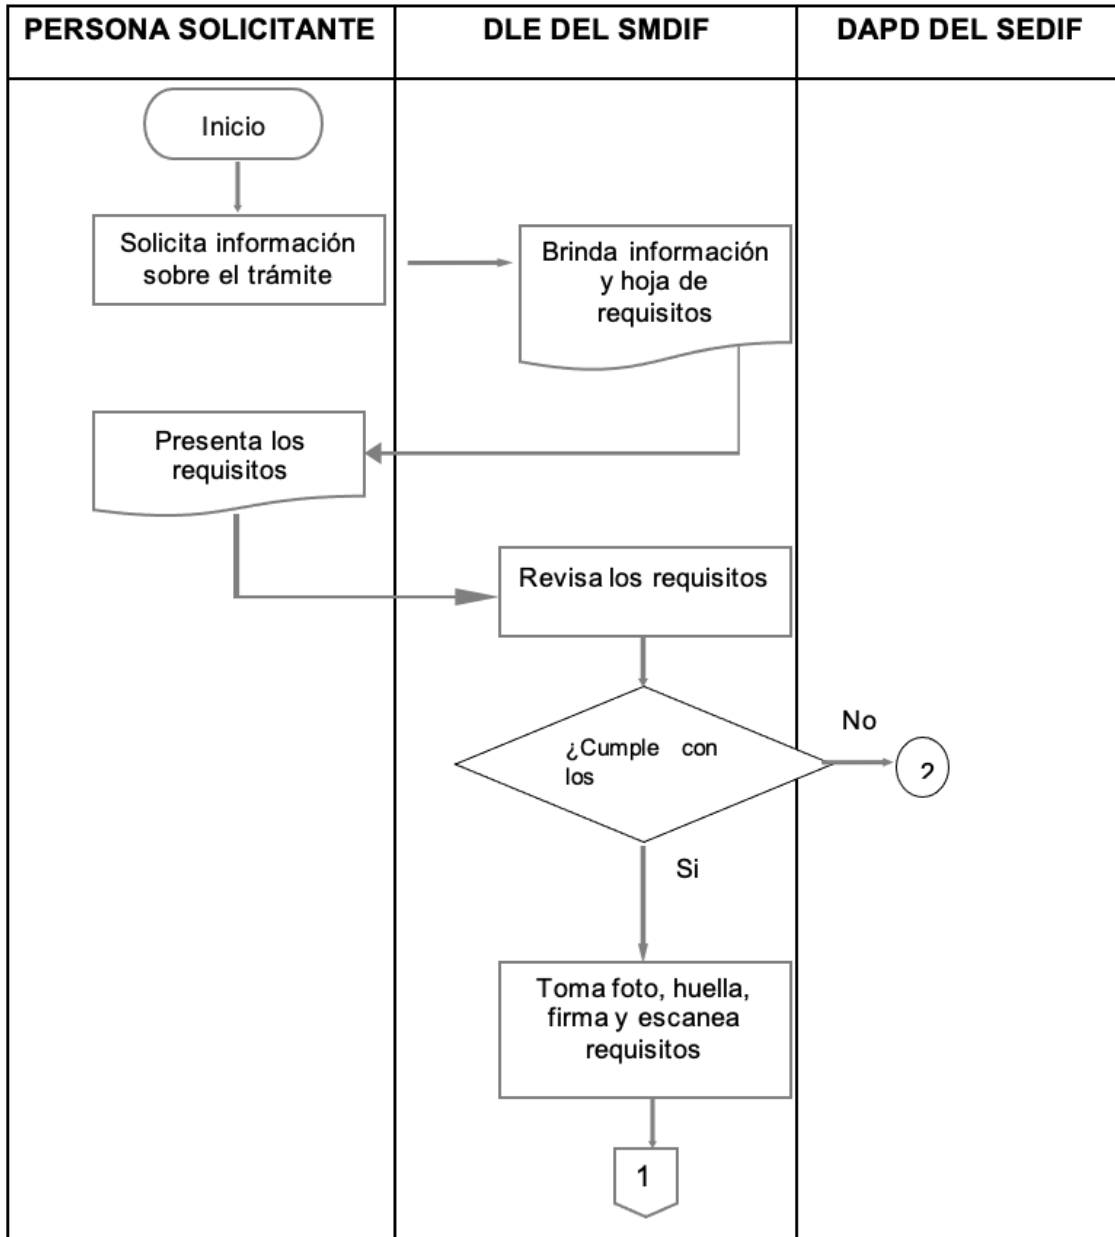 PERSONA SOLICITANTE
DLE DEL SMDIF
DAPD DEL SEDIF
Inicio
Solicita información
sobre el trámite
Brinda información
y hoja de
requisitos
Presenta los
requisitos
Revisa los requisitos
¿Cumple con
los
No
2
Si
Toma foto, huella,
firma y escanea
requisitos
1